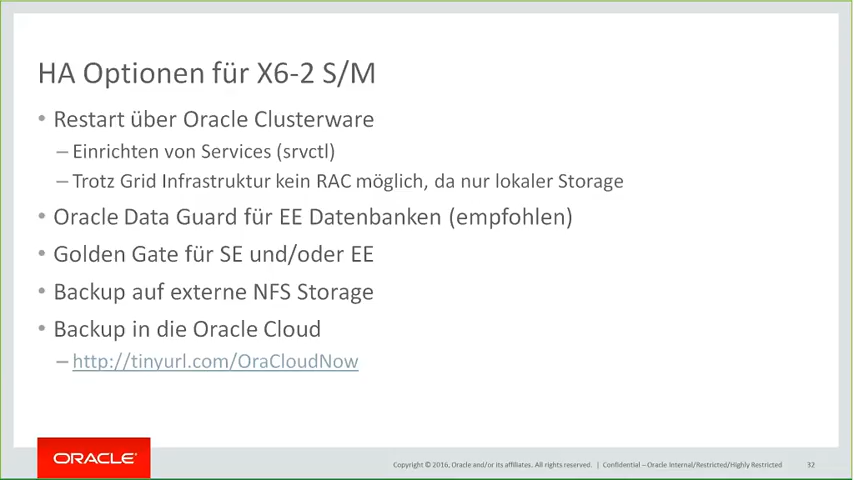 HA Optionen für X6-2 S/M
• Restart über Oracle Clusterware
– Einrichten von Services (srvctl)
– Trotz Grid Infrastruktur kein RAC möglich, da nur lokaler Storage
• Oracle Data Guard für EE Datenbanken (empfohlen)
• Golden Gate für SE und/oder EE
• Backup auf externe NFS Storage
• Backup in die Oracle Cloud
– http://tinyurl.com/OraCloudNow
ORACLE®
Copyright © 2016, Oracle and/or its affiliates. All rights reserved. | Confidential – Oracle Internal/Restricted/Highly Restricted 32